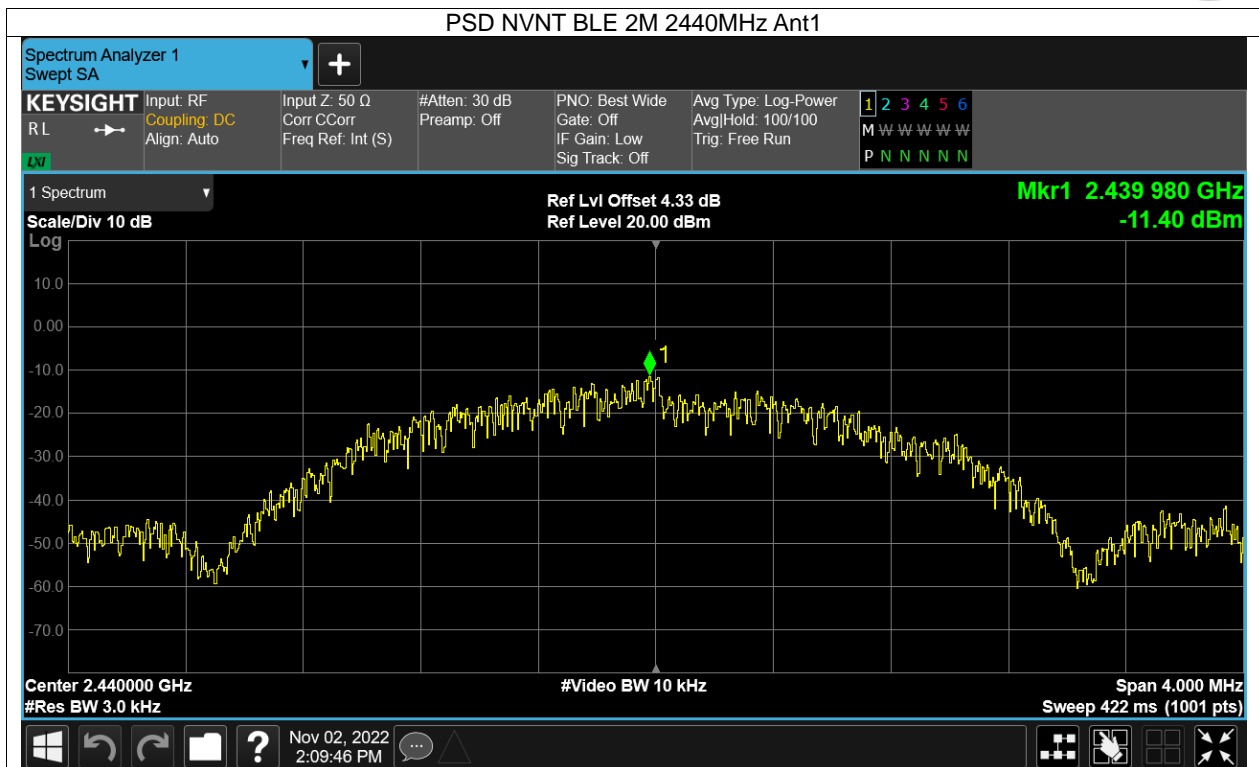 PSD NVNT BLE 2M 2440MHz Ant1
Spectrum Analyzer 1
Swept SA
KEYSIGHT
R L
LXI
Input: RF
Coupling: DC
Align: Auto
Input Z: 50 Ω
Corr CCorr
Freq Ref: Int (S)
#Atten: 30 dB
Preamp: Off
PNO: Best Wide
Gate: Off
IF Gain: Low
Sig Track: Off
Avg Type: Log-Power
Avg|Hold: 100/100
Trig: Free Run
1 2 3 4 5 6
M W W W W W
P N N N N N
1 Spectrum
Scale/Div 10 dB
Ref Lvl Offset 4.33 dB
Ref Level 20.00 dBm
Mkr1 2.439 980 GHz
-11.40 dBm
Log
10.0
0.00
-10.0
-20.0
-30.0
-40.0
-50.0
-60.0
-70.0
1
Center 2.440000 GHz
#Res BW 3.0 kHz
#Video BW 10 kHz
Span 4.000 MHz
Sweep 422 ms (1001 pts)
?
Nov 02, 2022
2:09:46 PM